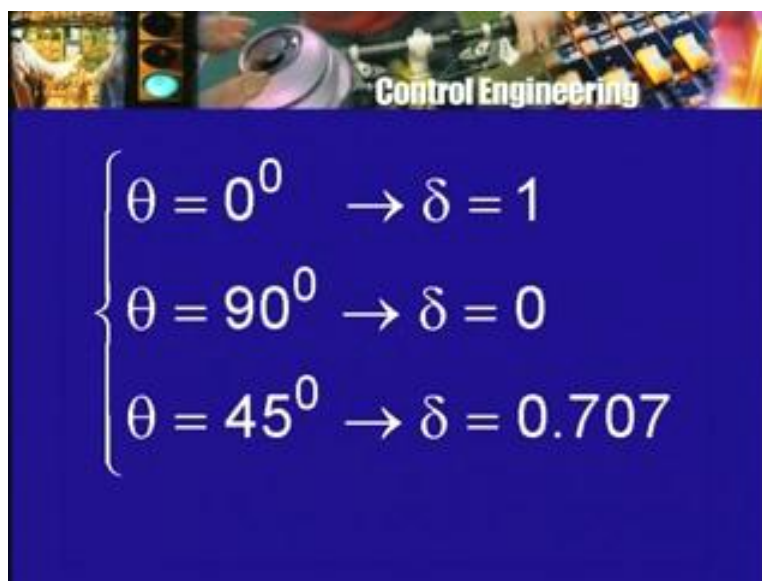 Control Engineering
θ = 0⁰ → δ = 1
θ = 90⁰ → δ = 0
θ = 45⁰ → δ = 0.707